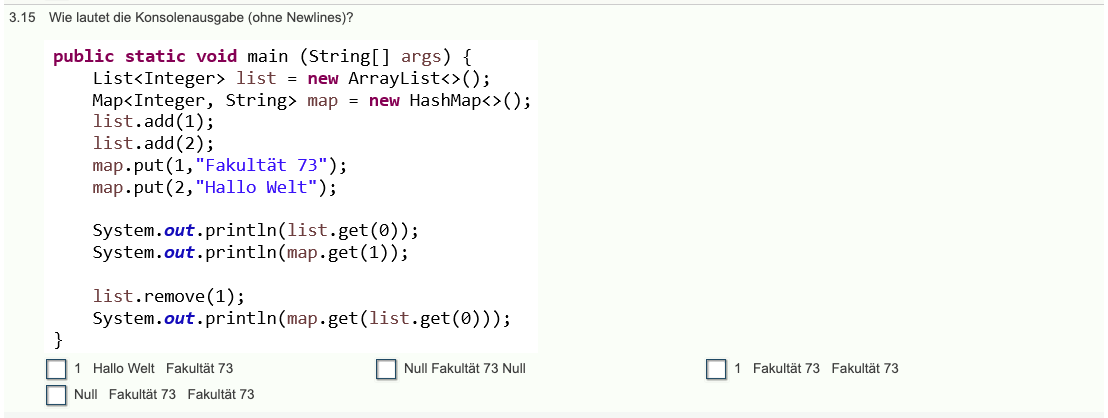 3.15 Wie lautet die Konsolenausgabe (ohne Newlines)?
public static void main (String[] args) {
List<Integer> list = new ArrayList<>();
Map<Integer, String> map = new HashMap<>();
list.add(1);
list.add(2);
map.put(1,"Fakultät 73");
map.put(2,"Hallo Welt");
System.out.println(list.get(0));
System.out.println(map.get(1));
list.remove(1);
System.out.println(map.get(list.get(0)));
}
1 Hallo Welt Fakultät 73 Null Fakultät 73 Null 1 Fakultät 73 Fakultät 73
Null Fakultät 73 Fakultät 73